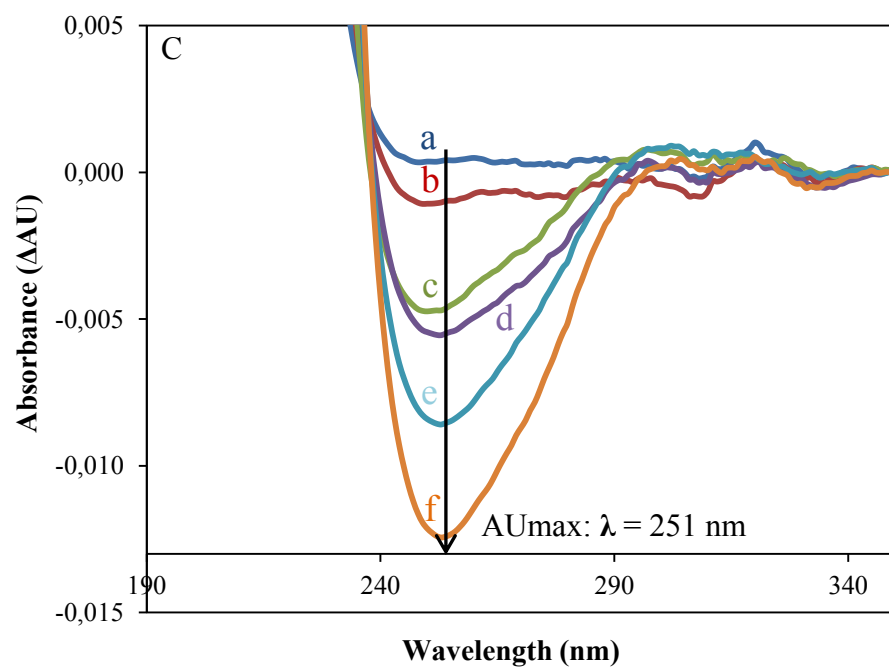 0,005
C
a
0,000
b
c
d
-0,005
e
-0,010
f
AUmax: λ = 251 nm
190
240
290
340
-0,015
Absorbance (ΔAU)
Wavelength (nm)